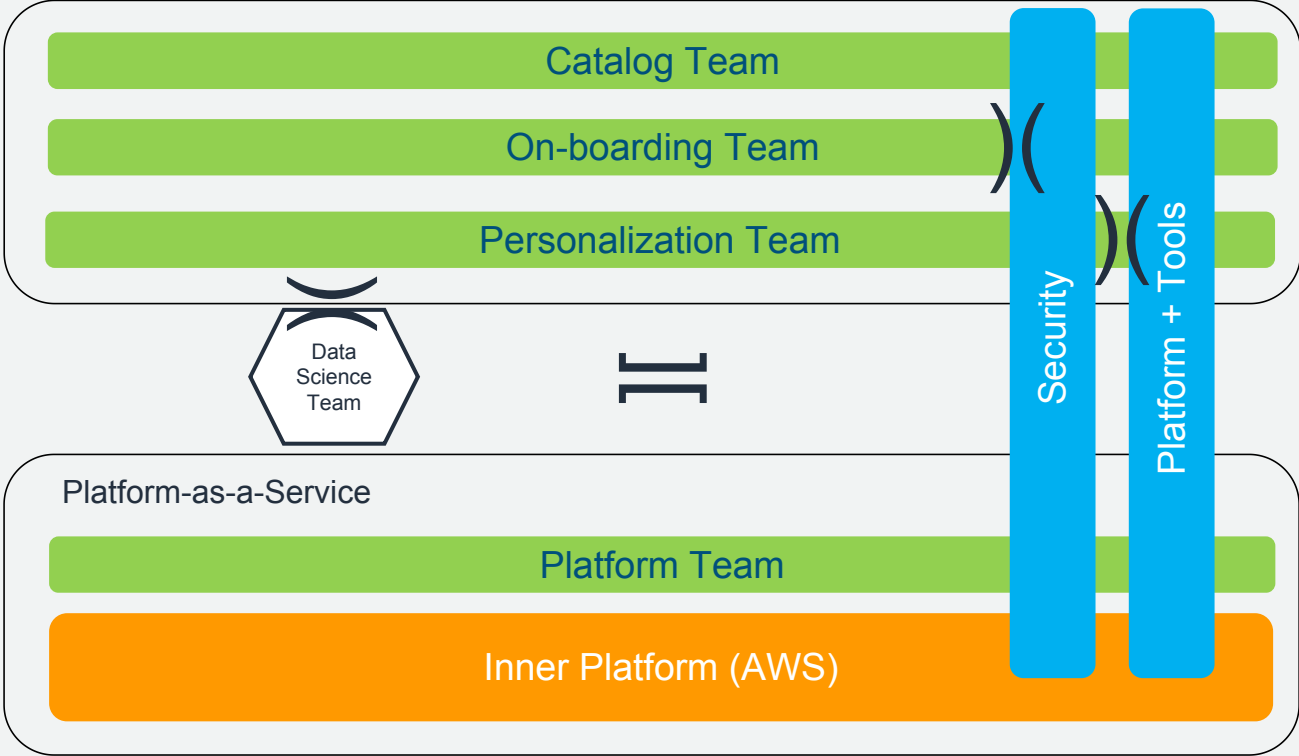 Catalog Team
On-boarding Team
Personalization Team
Security
Platform + Tools
Data
Science
Team
Platform-as-a-Service
Platform Team
Inner Platform (AWS)